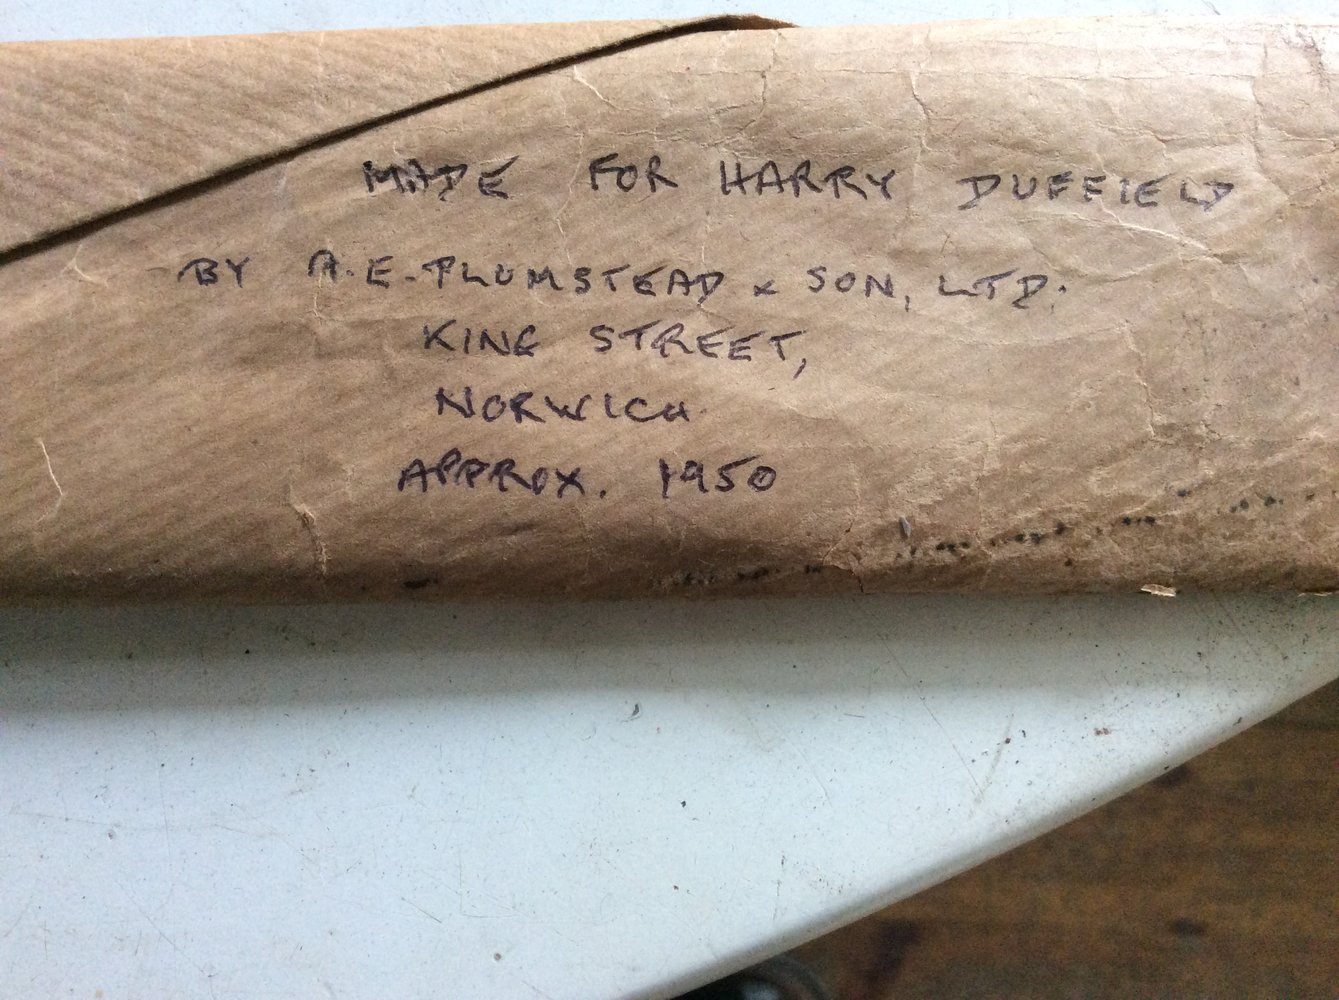 MADE FOR HARRY DUFFIELD
BY A.E. PLUMSTEAD & SON, LTD.
KING STREET,
NORWICH.
APPROX. 1950